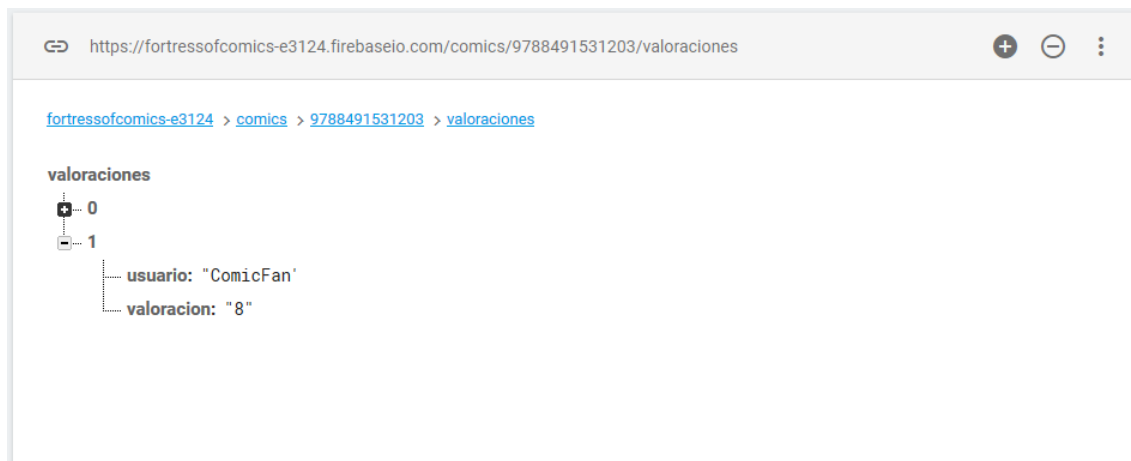 https://fortressofcomics-e3124.firebaseio.com/comics/9788491531203/valoraciones
fortressofcomics-e3124 > comics > 9788491531203 > valoraciones
valoraciones
0
1
usuario: "ComicFan'
valoracion: "8"